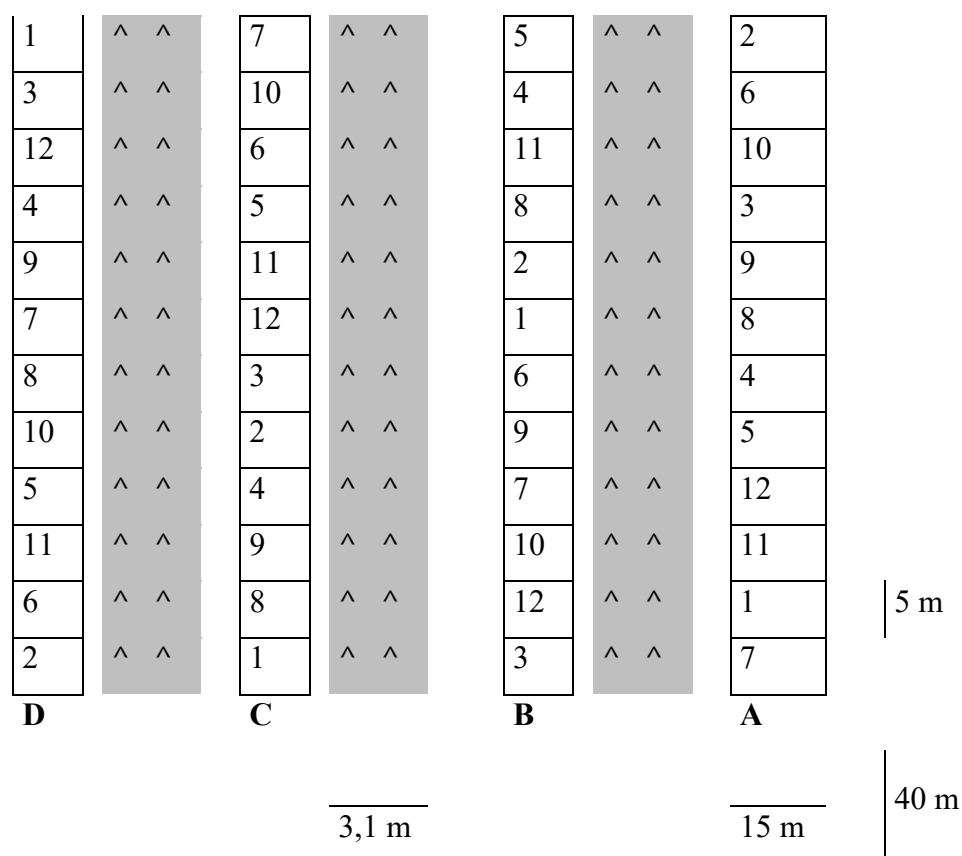 1 ^ ^ 7 ^ ^ 5 ^ ^ 2
3 ^ ^ 10 ^ ^ 4 ^ ^ 6
12 ^ ^ 6 ^ ^ 11 ^ ^ 10
4 ^ ^ 5 ^ ^ 8 ^ ^ 3
9 ^ ^ 11 ^ ^ 2 ^ ^ 9
7 ^ ^ 12 ^ ^ 1 ^ ^ 8
8 ^ ^ 3 ^ ^ 6 ^ ^ 4
10 ^ ^ 2 ^ ^ 9 ^ ^ 5
5 ^ ^ 4 ^ ^ 7 ^ ^ 12
11 ^ ^ 9 ^ ^ 10 ^ ^ 11
6 ^ ^ 8 ^ ^ 12 ^ ^ 1 5 m
2 ^ ^ 1 ^ ^ 3 ^ ^ 7
D C B A
40 m
3,1 m 15 m